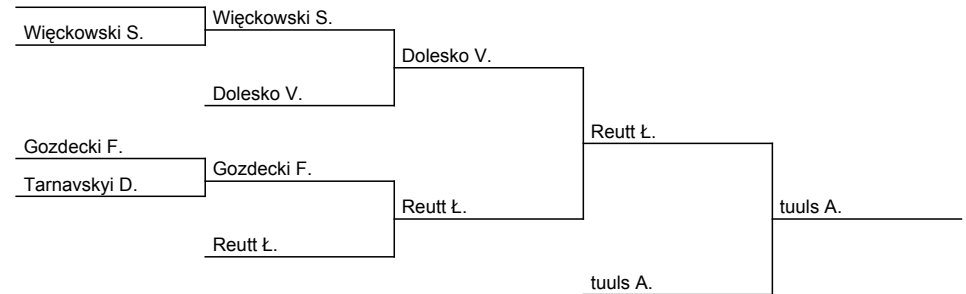 Więckowski S.
Więckowski S.
Dolesko V.
Dolesko V.
Reutt Ł.
Gozdecki F.
Gozdecki F.
Tarnavskyi D.
Reutt Ł.
tuuls A.
Reutt Ł.
tuuls A.